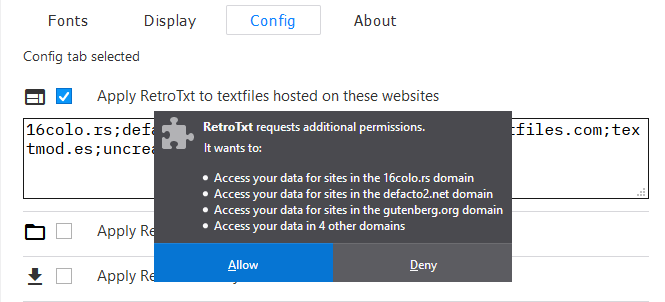 Fonts Display Config About
Config tab selected
Apply RetroTxt to textfiles hosted on these websites
16colo.rs;defa tfiles.com;tex
tmod.es;uncrea
RetroTxt requests additional permissions.
It wants to:
• Access your data for sites in the 16colo.rs domain
• Access your data for sites in the defacto2.net domain
• Access your data for sites in the gutenberg.org domain
• Access your data in 4 other domains
Apply Re
Allow Deny
Apply Re